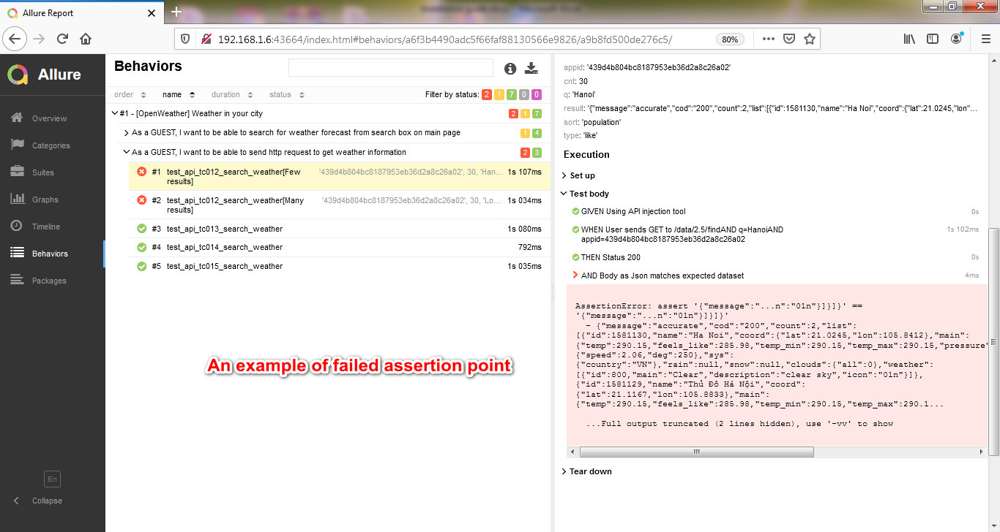 Allure Report
192.168.1.6:43664/index.html#behaviors/a6f3b4490adc5f66faf88130566e9826/a9b8fd500de276c5/
80%
Allure
Overview
Categories
Suites
Graphs
Timeline
Behaviors
Packages
En
Collapse
Behaviors
order name duration status Filter by status: 2 1 7 0 0
#1 - [OpenWeather] Weather in your city 2 1 7
As a GUEST, I want to be able to search for weather forecast from search box on main page 1 4
As a GUEST, I want to be able to send http request to get weather information 2 3
#1 test_api_tc012_search_weather[Few '439d4b804bc8187953eb36d2a8c26a02', 30, 'Han... 1s 107ms
results]
#2 test_api_tc012_search_weather[Many '439d4b804bc8187953eb36d2a8c26a02', 30, 'Lo... 1s 034ms
results]
#3 test_api_tc013_search_weather 1s 080ms
#4 test_api_tc014_search_weather 792ms
#5 test_api_tc015_search_weather 1s 035ms
An example of failed assertion point
appid: '439d4b804bc8187953eb36d2a8c26a02'
cnt: 30
q: 'Hanoi'
result: '{"message":"accurate","cod":"200","count":2,"list":[{"id":1581130,"name":"Ha Noi","coord":{"lat":21.0245,"lon"...
sort: 'population'
type: 'like'
Execution
Set up
Test body
GIVEN Using API injection tool 0s
WHEN User sends GET to /data/2.5/findAND q=HanoiAND 1s 102ms
appid=439d4b804bc8187953eb36d2a8c26a02
THEN Status 200 0s
AND Body as Json matches expected dataset 4ms
AssertionError: assert '{"message":"...n":"01n"}]}]}' ==
'{"message":"...n":"01n"}]}]}'
- {"message":"accurate","cod":"200","count":2,"list":
[{"id":1581130,"name":"Ha Noi","coord":{"lat":21.0245,"lon":105.8412},"main":
{"temp":290.15,"feels_like":285.98,"temp_min":290.15,"temp_max":290.15,"pressure
{"speed":2.06,"deg":250},"sys":
{"country":"VN"},"rain":null,"snow":null,"clouds":{"all":0},"weather":
[{"id":800,"main":"Clear","description":"clear sky","icon":"01n"}]},
{"id":1581129,"name":"Thủ Đô Hà Nội","coord":
{"lat":21.1167,"lon":105.8833},"main":
{"temp":290.15,"feels_like":285.98,"temp_min":290.15,"temp_max":290.1...
...Full output truncated (2 lines hidden), use '-vv' to show
Tear down